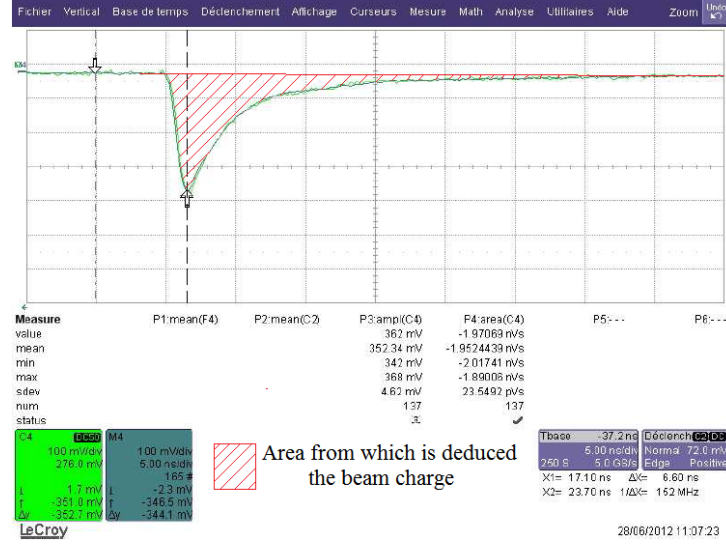 Fichier Vertical Base de temps Déclenchement Affichage Curseurs Mesure Math Analyse Utilitaires Aide Zoom Undo
Measure P1:mean(F4) P2:mean(C2) P3:ampl(C4) P4:area(C4) P5:- - - P6:- - -
value 362 mV -1.97069 nVs
mean 352.34 mV -1.9524439 nVs
min 342 mV -2.01741 nVs
max 368 mV -1.89006 nVs
sdev 4.62 mV 23.5492 pVs
num 137 137
status
C4 DC50 M4
100 mV/div 100 mV/div
276.0 mV 5.00 ns/div
165 #
1.7 mV -2.3 mV
-351.0 mV -346.5 mV
Δy -352.7 mV Δy -344.1 mV
Area from which is deduced
the beam charge
Tbase -37.2 ns Déclench C2 DC
5.00 ns/div Normal 72.0 mV
250 S 5.0 GS/s Edge Positive
X1= 17.10 ns ΔX= 6.60 ns
X2= 23.70 ns 1/ΔX= 152 MHz
LeCroy
28/06/2012 11:07:23